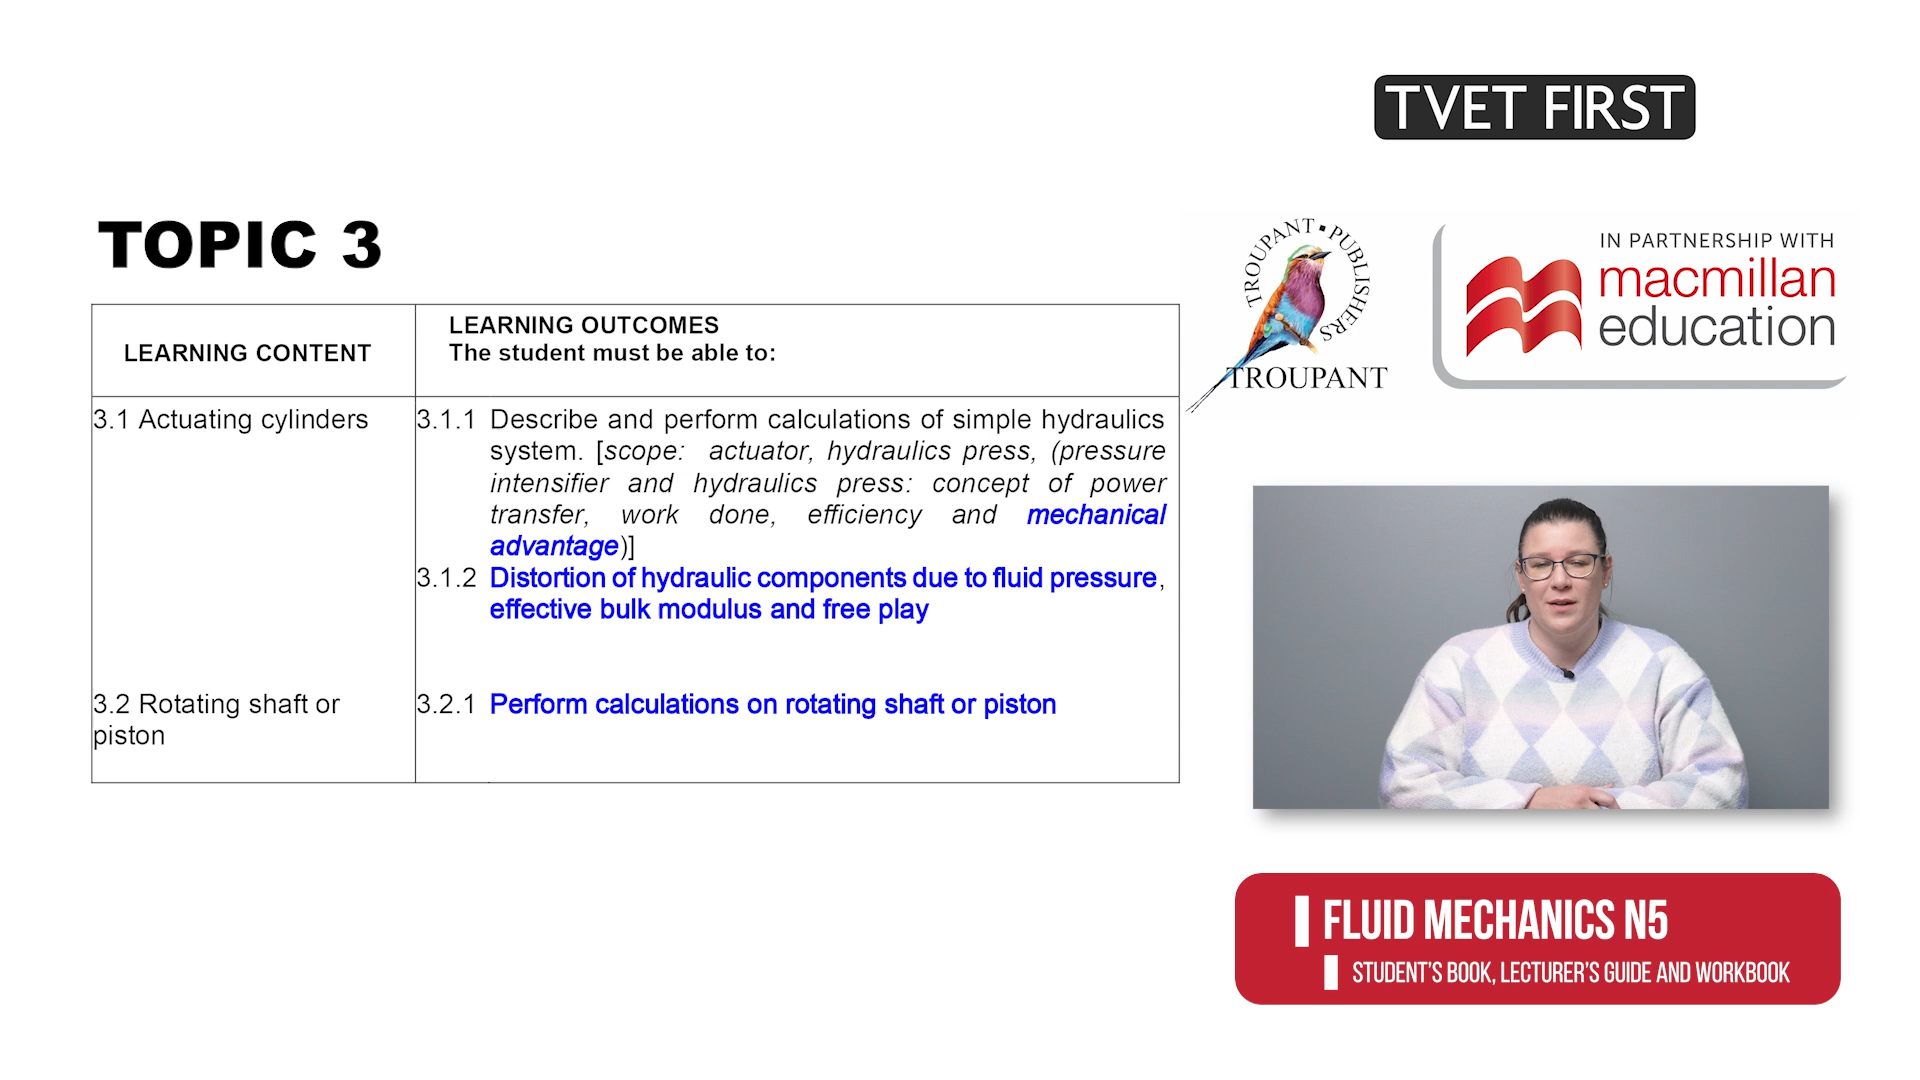 TVET FIRST
TOPIC 3
TROUPANT PUBLISHERS
TROUPANT
IN PARTNERSHIP WITH
macmillan
education
LEARNING CONTENT
LEARNING OUTCOMES
The student must be able to:
3.1 Actuating cylinders
3.1.1 Describe and perform calculations of simple hydraulics
system. [scope: actuator, hydraulics press, (pressure
intensifier and hydraulics press: concept of power
transfer, work done, efficiency and mechanical
advantage)]
3.1.2 Distortion of hydraulic components due to fluid pressure,
effective bulk modulus and free play
3.2 Rotating shaft or
piston
3.2.1 Perform calculations on rotating shaft or piston
FLUID MECHANICS N5
STUDENT'S BOOK, LECTURER'S GUIDE AND WORKBOOK